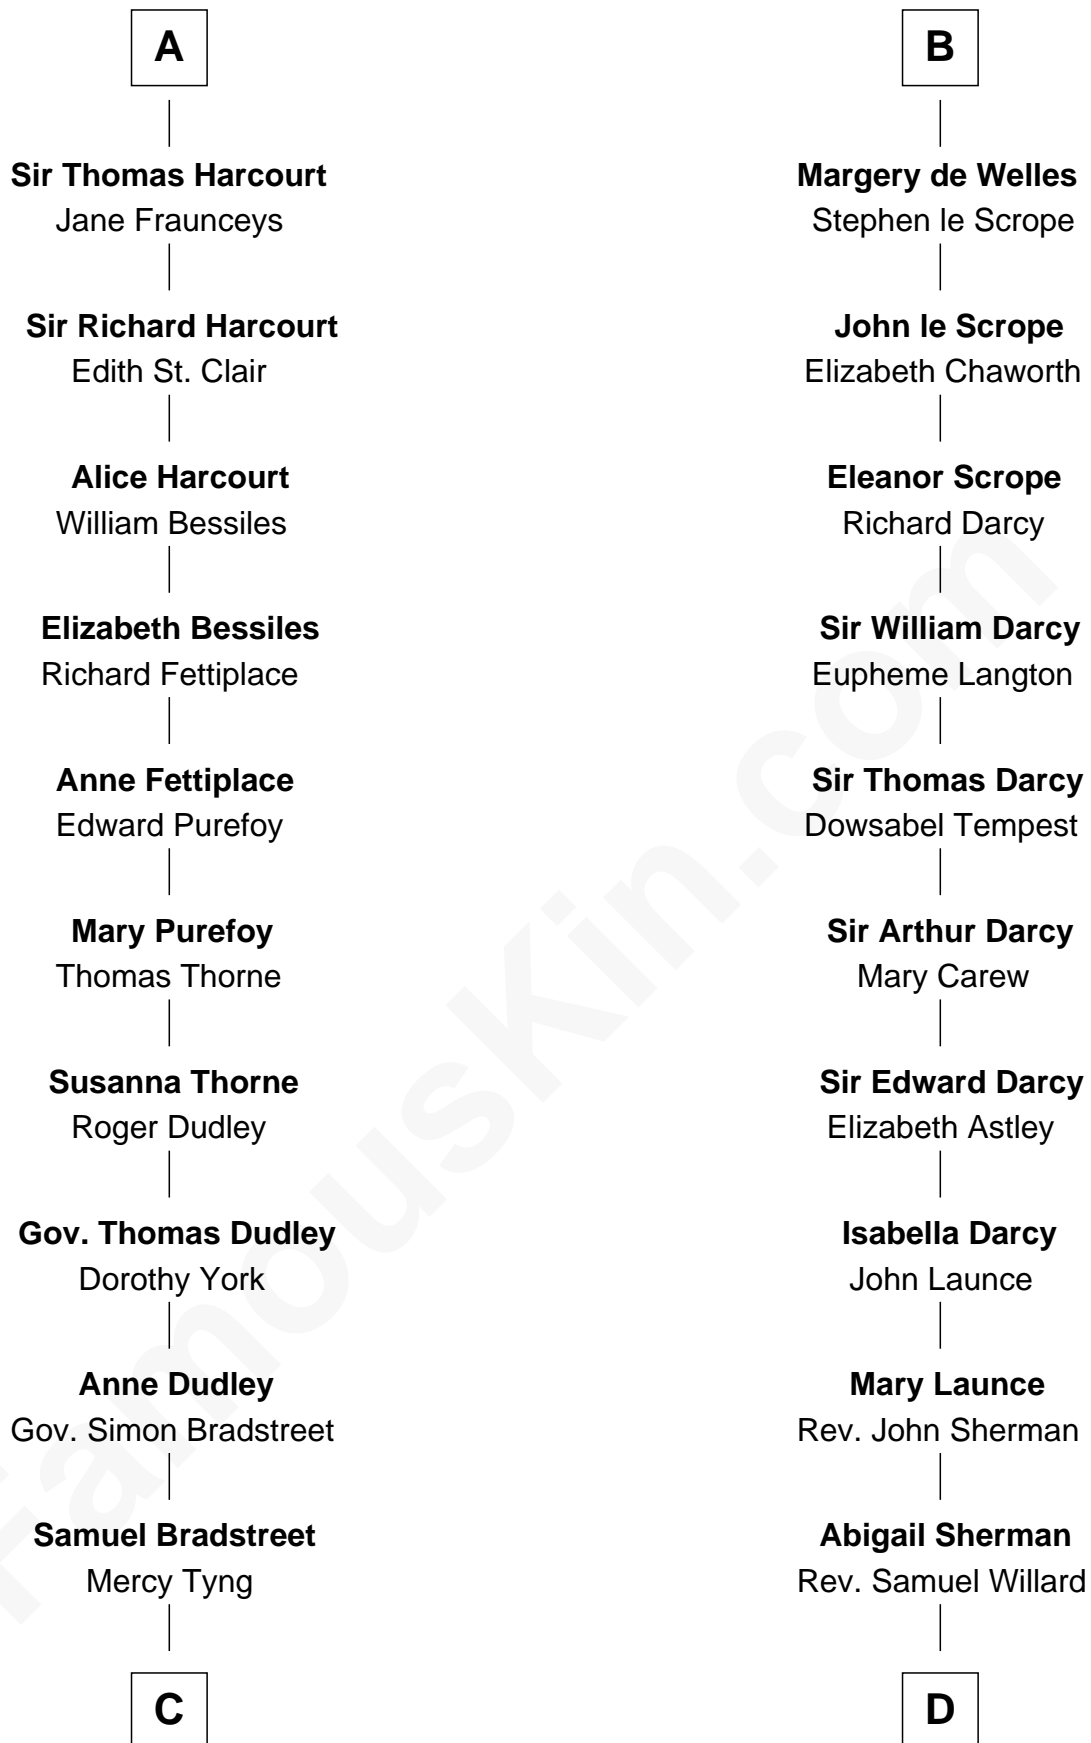 A
Sir Thomas Harcourt
Jane Fraunceys
Sir Richard Harcourt
Edith St. Clair
Alice Harcourt
William Bessiles
Elizabeth Bessiles
Richard Fettiplace
Anne Fettiplace
Edward Purefoy
Mary Purefoy
Thomas Thorne
Susanna Thorne
Roger Dudley
Gov. Thomas Dudley
Dorothy York
Anne Dudley
Gov. Simon Bradstreet
Samuel Bradstreet
Mercy Tyng
C
B
Margery de Welles
Stephen le Scrope
John le Scrope
Elizabeth Chaworth
Eleanor Scrope
Richard Darcy
Sir William Darcy
Eupheme Langton
Sir Thomas Darcy
Dowsabel Tempest
Sir Arthur Darcy
Mary Carew
Sir Edward Darcy
Elizabeth Astley
Isabella Darcy
John Launce
Mary Launce
Rev. John Sherman
Abigail Sherman
Rev. Samuel Willard
D
FamousKin.com